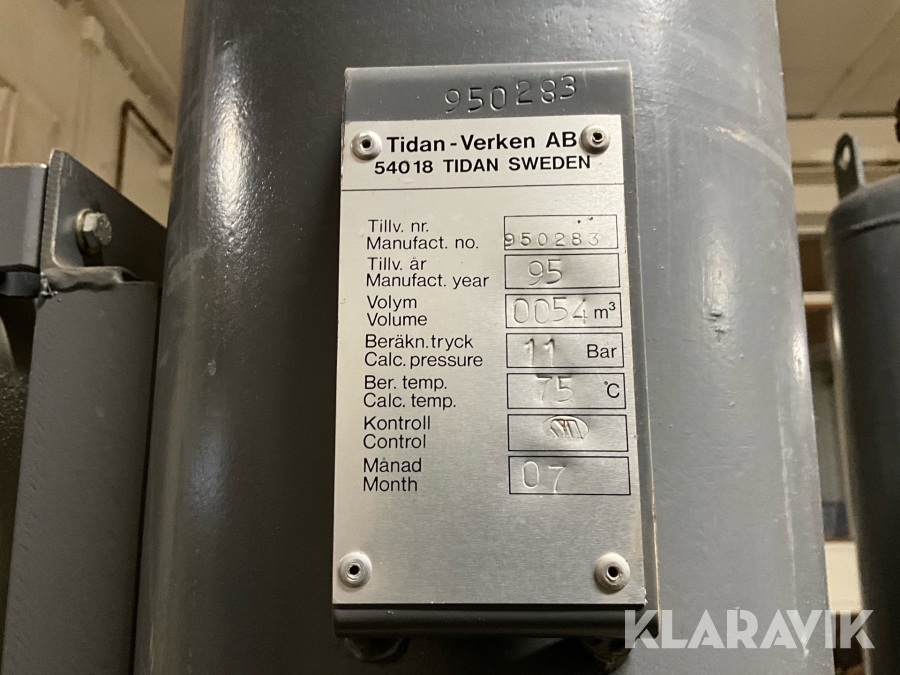 950283
Tidan-Verken AB
54018 TIDAN SWEDEN
Tillv. nr.
Manufact. no. 950283
Tillv. år
Manufact. year 95
Volym
Volume 0054 m³
Beräkn.tryck
Calc. pressure 11 Bar
Ber. temp.
Calc. temp. 75 °C
Kontroll
Control
Månad
Month 07
KLARAVIK